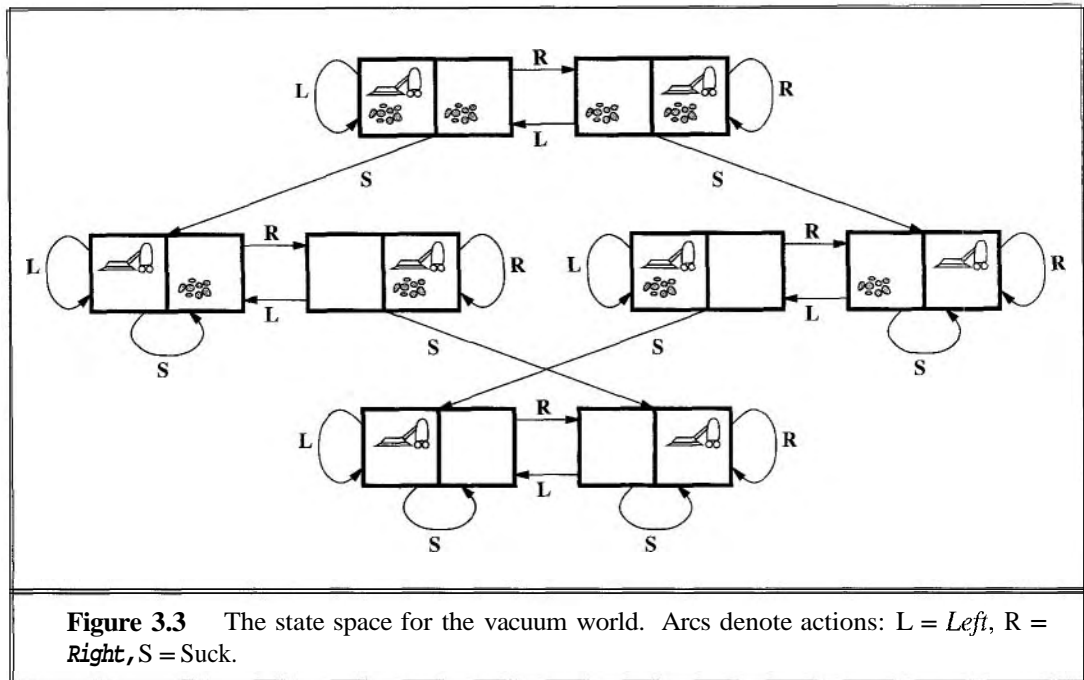 R
L R
L
S S
R R
L R L R
L L
S S S S
R
L R
L
S S
Figure 3.3 The state space for the vacuum world. Arcs denote actions: L = Left, R =
Right, S = Suck.